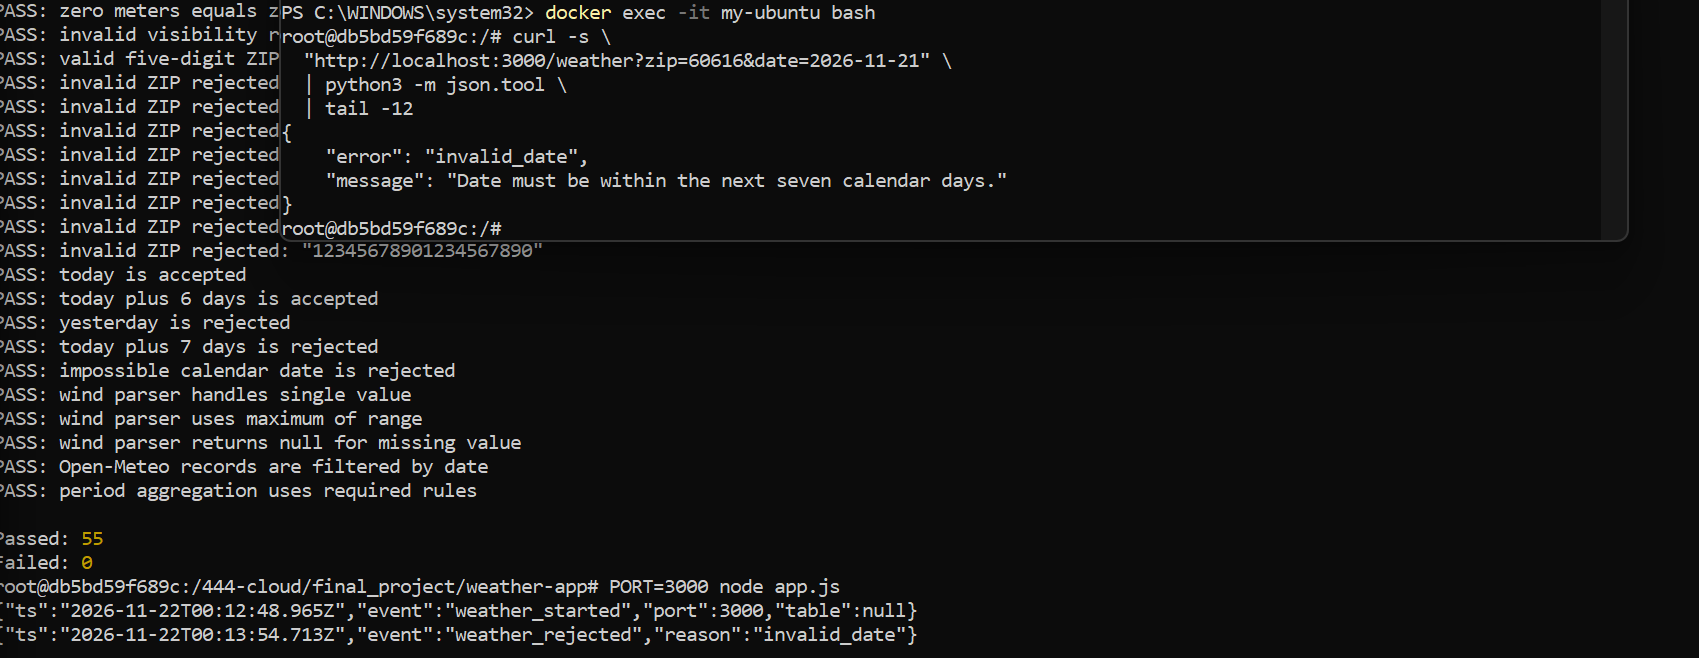 PASS: zero meters equals z
PASS: invalid visibility r
PASS: valid five-digit ZIP
PASS: invalid ZIP rejected
PASS: invalid ZIP rejected
PASS: invalid ZIP rejected
PASS: invalid ZIP rejected
PASS: invalid ZIP rejected
PASS: invalid ZIP rejected
PASS: invalid ZIP rejected
PASS: invalid ZIP rejected: "12345678901234567890"
PASS: today is accepted
PASS: today plus 6 days is accepted
PASS: yesterday is rejected
PASS: today plus 7 days is rejected
PASS: impossible calendar date is rejected
PASS: wind parser handles single value
PASS: wind parser uses maximum of range
PASS: wind parser returns null for missing value
PASS: Open-Meteo records are filtered by date
PASS: period aggregation uses required rules
Passed: 55
Failed: 0
root@db5bd59f689c:/444-cloud/final_project/weather-app# PORT=3000 node app.js
{"ts":"2026-11-22T00:12:48.965Z","event":"weather_started","port":3000,"table":null}
{"ts":"2026-11-22T00:13:54.713Z","event":"weather_rejected","reason":"invalid_date"}
PS C:\WINDOWS\system32> docker exec -it my-ubuntu bash
root@db5bd59f689c:/# curl -s \
"http://localhost:3000/weather?zip=60616&date=2026-11-21" \
| python3 -m json.tool \
| tail -12
{
"error": "invalid_date",
"message": "Date must be within the next seven calendar days."
}
root@db5bd59f689c:/#